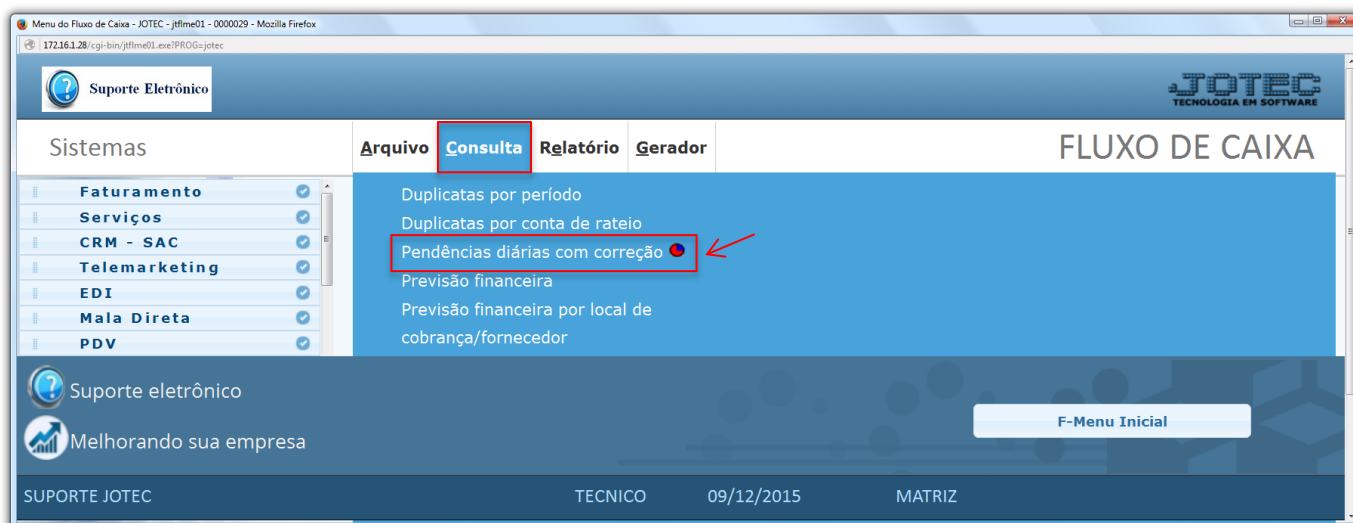 Menu do Fluxo de Caixa - JOTEC - jtflme01 - 0000029 - Mozilla Firefox
172.16.1.28/cgi-bin/jtflme01.exe?PROG=jotec
Suporte Eletrônico
JOTEC
TECNOLOGIA EM SOFTWARE
Sistemas
Arquivo Consulta Relatório Gerador
FLUXO DE CAIXA
Faturamento
Serviços
CRM - SAC
Telemarketing
EDI
Mala Direta
PDV
Duplicatas por período
Duplicatas por conta de rateio
Pendências diárias com correção
Previsão financeira
Previsão financeira por local de
cobrança/fornecedor
Suporte eletrônico
Melhorando sua empresa
F-Menu Inicial
SUPORTE JOTEC TECNICO 09/12/2015 MATRIZ